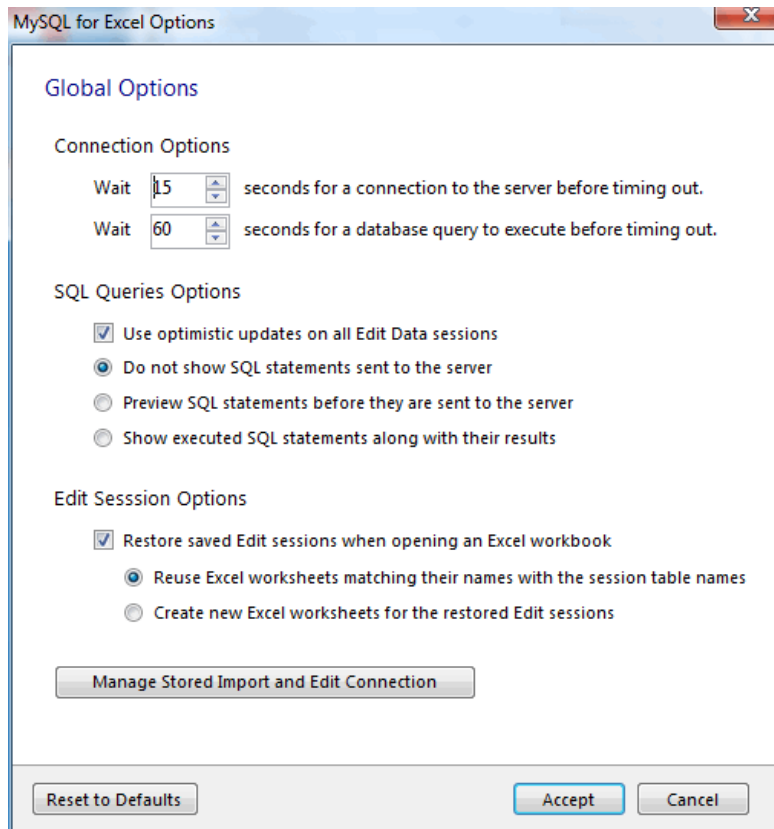 MySQL for Excel Options
X
Global Options
Connection Options
Wait 15 seconds for a connection to the server before timing out.
Wait 60 seconds for a database query to execute before timing out.
SQL Queries Options
Use optimistic updates on all Edit Data sessions
Do not show SQL statements sent to the server
Preview SQL statements before they are sent to the server
Show executed SQL statements along with their results
Edit Sesssion Options
Restore saved Edit sessions when opening an Excel workbook
Reuse Excel worksheets matching their names with the session table names
Create new Excel worksheets for the restored Edit sessions
Manage Stored Import and Edit Connection
Reset to Defaults Accept Cancel